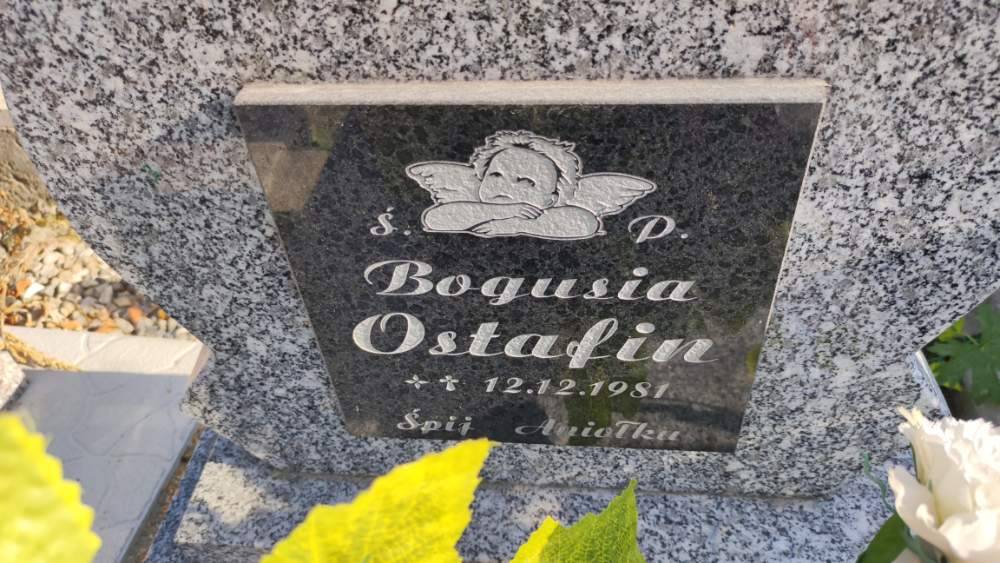 Ś. P.
Bogusia
Ostafin
12.12.1981
Śpij Aniołku